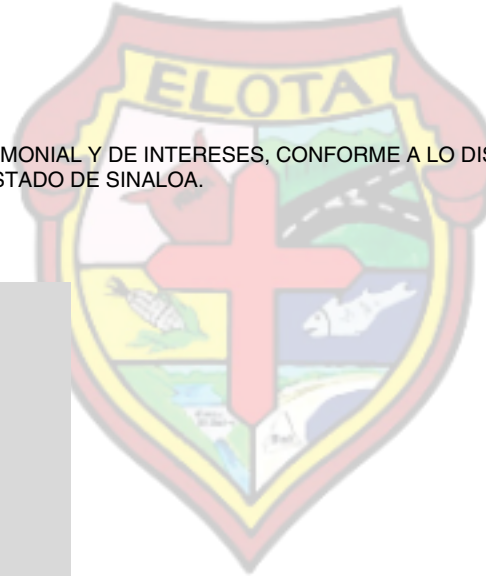 ELOTA
MONIAL Y DE INTERESES, CONFORME A LO DIS
STADO DE SINALOA.